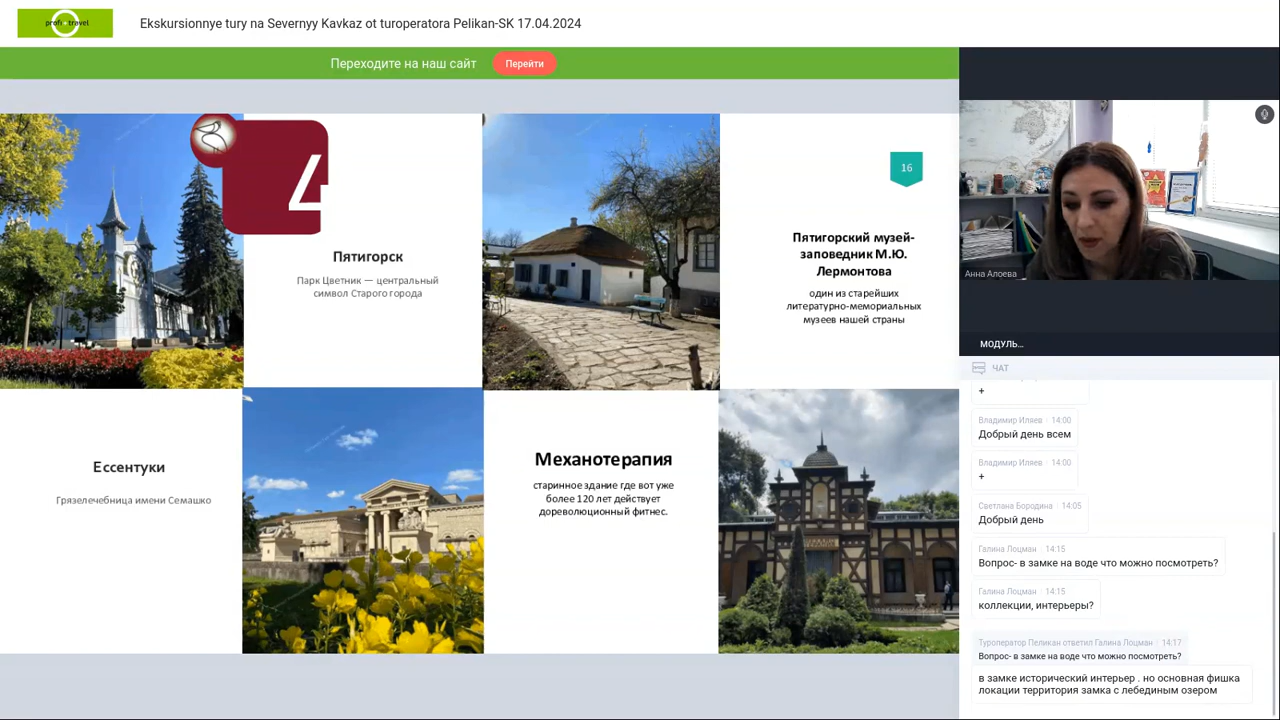 profi travel
Ekskursionnye tury na Severnyy Kavkaz ot turoperatora Pelikan-SK 17.04.2024
Переходите на наш сайт
Перейти
4
Пятигорск
Парк Цветник — центральный
символ Старого города
16
Пятигорский музей-
заповедник М.Ю.
Лермонтова
один из старейших
литературно-мемориальных
музеев нашей страны
Ессентуки
Грязелечебница имени Семашко
Механотерапия
старинное здание где вот уже
более 120 лет действует
дореволюционный фитнес.
Анна Алоева
МОДУЛЬ...
ЧАТ
+
Владимир Иляев · 14:00
Добрый день всем
Владимир Иляев · 14:00
+
Светлана Бородина · 14:05
Добрый день
Галина Лоцман · 14:15
Вопрос- в замке на воде что можно посмотреть?
Галина Лоцман · 14:15
коллекции, интерьеры?
Туроператор Пеликан ответил Галина Лоцман · 14:17
Вопрос- в замке на воде что можно посмотреть?
в замке исторический интерьер . но основная фишка
локации территория замка с лебединым озером